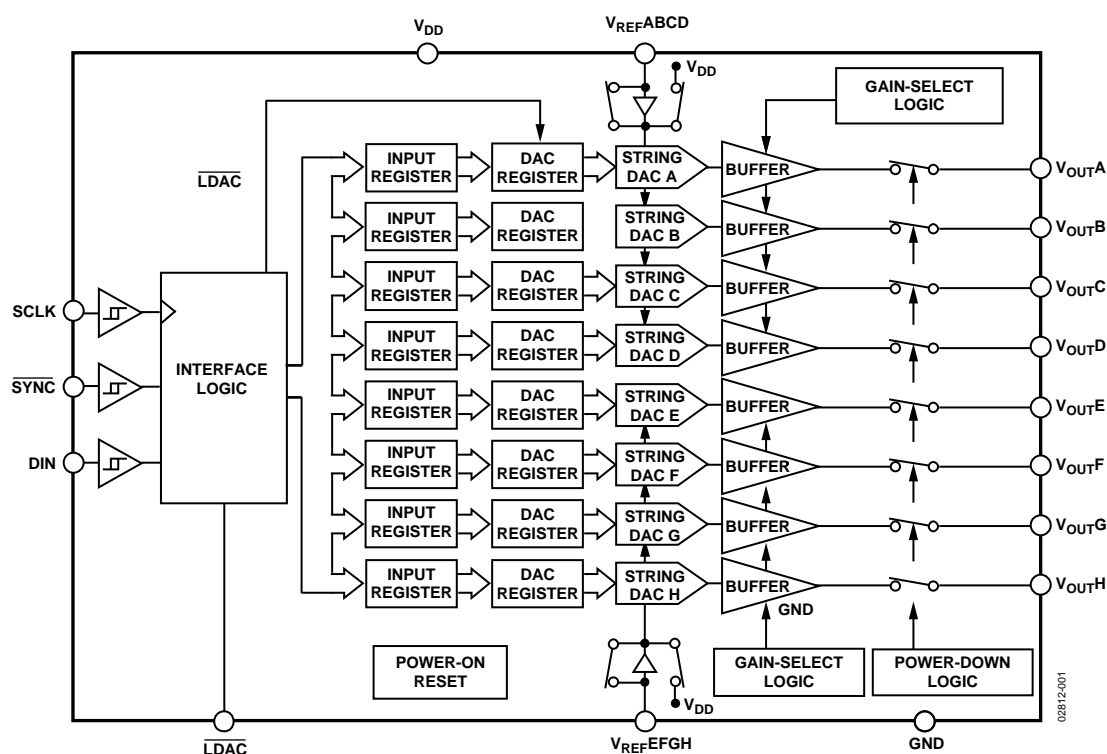 VDD
VREFABCD
VDD
GAIN-SELECT
LOGIC
LDAC
INPUT
REGISTER
DAC
REGISTER
STRING
DAC A
BUFFER
VOUTA
INPUT
REGISTER
DAC
REGISTER
STRING
DAC B
BUFFER
VOUTB
INPUT
REGISTER
DAC
REGISTER
STRING
DAC C
BUFFER
VOUTC
SCLK
INPUT
REGISTER
DAC
REGISTER
STRING
DAC D
BUFFER
VOUTD
INTERFACE
LOGIC
SYNC
INPUT
REGISTER
DAC
REGISTER
STRING
DAC E
BUFFER
VOUTE
DIN
INPUT
REGISTER
DAC
REGISTER
STRING
DAC F
BUFFER
VOUTF
INPUT
REGISTER
DAC
REGISTER
STRING
DAC G
BUFFER
VOUTG
INPUT
REGISTER
DAC
REGISTER
STRING
DAC H
BUFFER
VOUTH
GND
POWER-ON
RESET
GAIN-SELECT
LOGIC
POWER-DOWN
LOGIC
VDD
LDAC
VREFEFGH
GND
02812-001